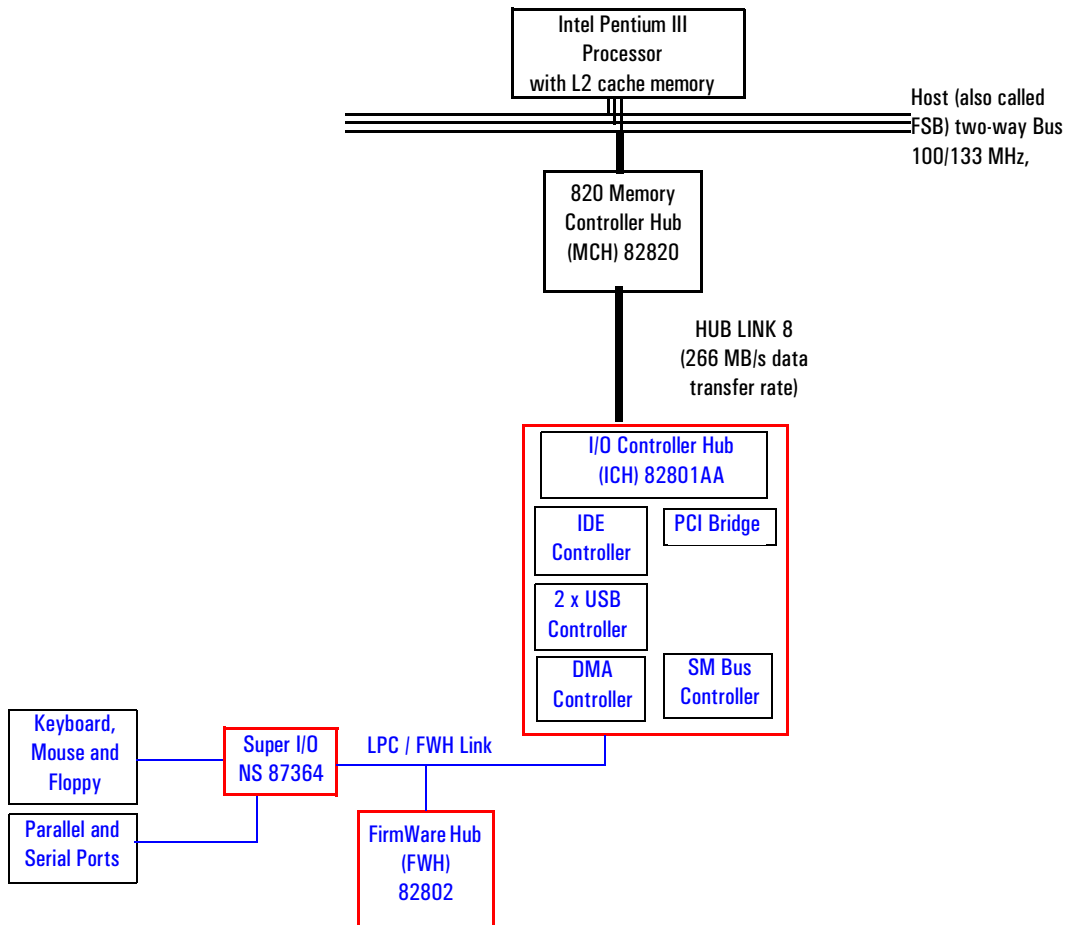 Intel Pentium III
Processor
with L2 cache memory
Host (also called
FSB) two-way Bus
100/133 MHz,
820 Memory
Controller Hub
(MCH) 82820
HUB LINK 8
(266 MB/s data
transfer rate)
I/O Controller Hub
(ICH) 82801AA
IDE
Controller
PCI Bridge
2 x USB
Controller
DMA
Controller
SM Bus
Controller
Keyboard,
Mouse and
Floppy
Super I/O
NS 87364
LPC / FWH Link
Parallel and
Serial Ports
FirmWare Hub
(FWH)
82802